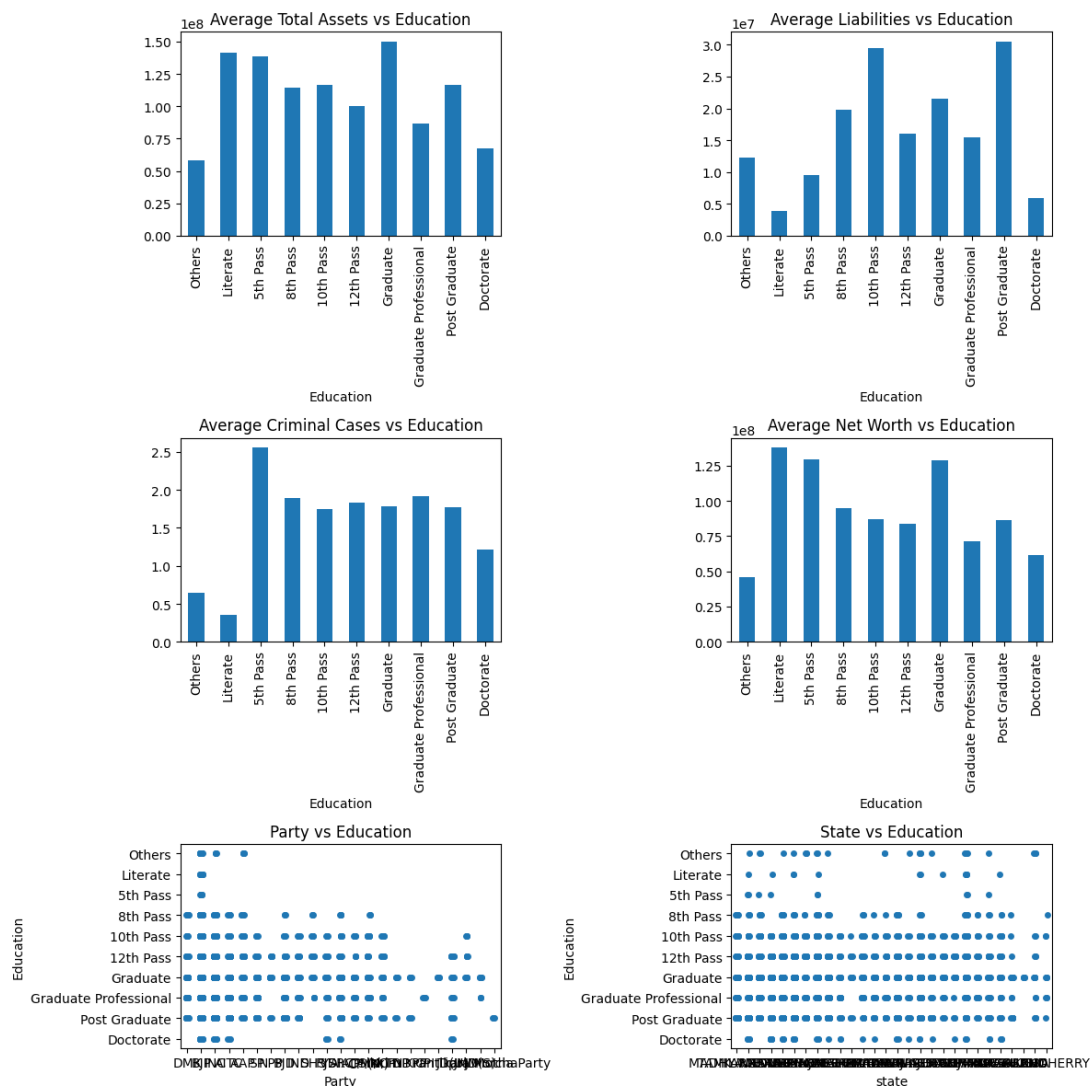 Average Total Assets vs Education
1e8
1.50
1.25
1.00
0.75
0.50
0.25
0.00
Others
Literate
5th Pass
8th Pass
10th Pass
12th Pass
Graduate
Graduate Professional
Post Graduate
Doctorate
Education
Average Liabilities vs Education
1e7
3.0
2.5
2.0
1.5
1.0
0.5
0.0
Others
Literate
5th Pass
8th Pass
10th Pass
12th Pass
Graduate
Graduate Professional
Post Graduate
Doctorate
Education
Average Criminal Cases vs Education
2.5
2.0
1.5
1.0
0.5
0.0
Others
Literate
5th Pass
8th Pass
10th Pass
12th Pass
Graduate
Graduate Professional
Post Graduate
Doctorate
Education
Average Net Worth vs Education
1e8
1.25
1.00
0.75
0.50
0.25
0.00
Others
Literate
5th Pass
8th Pass
10th Pass
12th Pass
Graduate
Graduate Professional
Post Graduate
Doctorate
Education
Party vs Education
Education
Others
Literate
5th Pass
8th Pass
10th Pass
12th Pass
Graduate
Graduate Professional
Post Graduate
Doctorate
Party
State vs Education
Education
Others
Literate
5th Pass
8th Pass
10th Pass
12th Pass
Graduate
Graduate Professional
Post Graduate
Doctorate
state